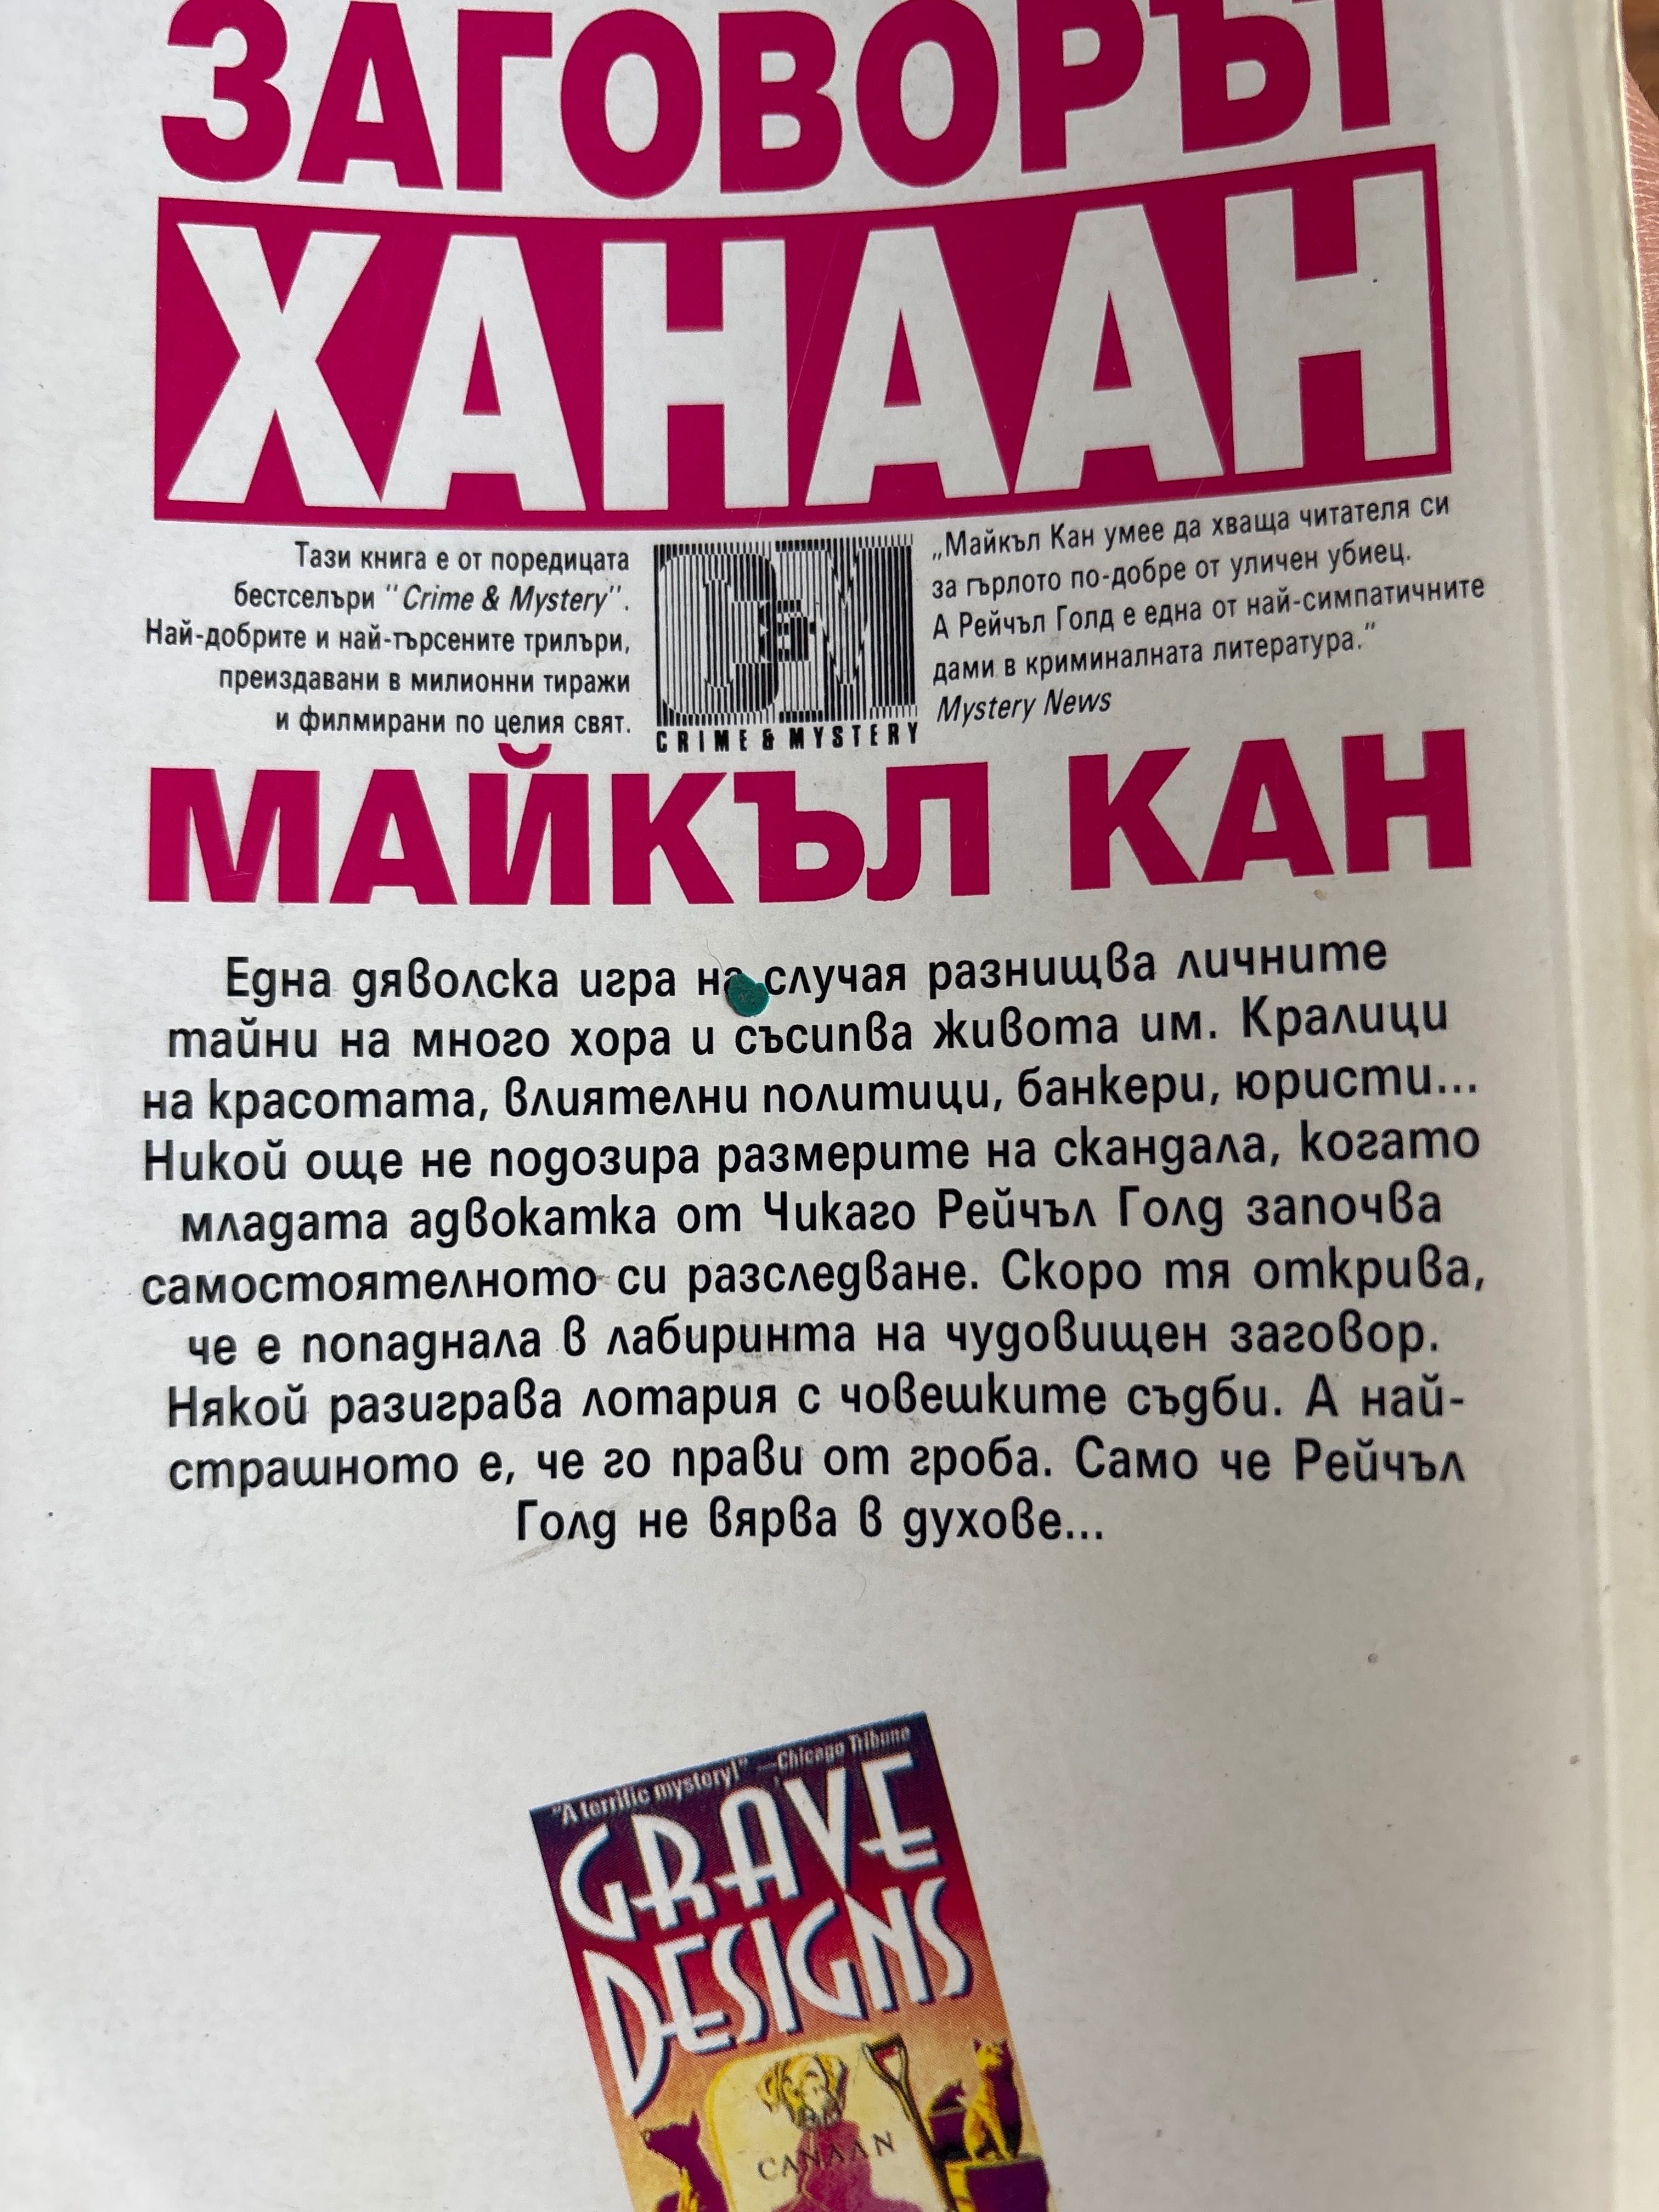 ЗАГОВОРЪТ
ХАНААН
Тази книга е от поредицата
бестселъри "Crime & Mystery".
Най-добрите и най-търсените трилъри,
преиздавани в милионни тиражи
и филмирани по целия свят.
C&M
CRIME & MYSTERY
„Майкъл Кан умее да хваща читателя си
за гърлото по-добре от уличен убиец.
А Рейчъл Голд е една от най-симпатичните
дами в криминалната литература."
Mystery News
МАЙКЪЛ КАН
Една дяволска игра на случая разнищва личните
тайни на много хора и съсипва живота им. Кралици
на красотата, влиятелни политици, банкери, юристи...
Никой още не подозира размерите на скандала, когато
младата адвокатка от Чикаго Рейчъл Голд започва
самостоятелното си разследване. Скоро тя открива,
че е попаднала в лабиринта на чудовищен заговор.
Някой разиграва лотария с човешките съдби. А най-
страшното е, че го прави от гроба. Само че Рейчъл
Голд не вярва в духове...
"A terrific mystery!" —Chicago Tribune
GRAVE
DESIGNS
CANAAN